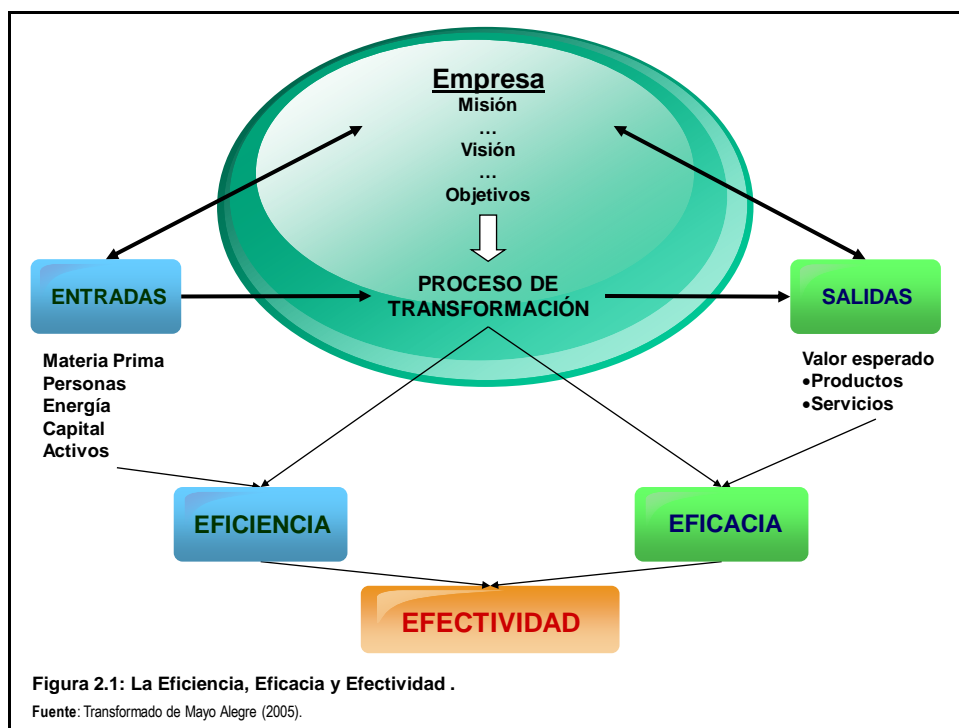 Empresa
Misión
…
Visión
…
Objetivos
PROCESO DE
TRANSFORMACIÓN
ENTRADAS
SALIDAS
Materia Prima
Personas
Energía
Capital
Activos
Valor esperado
•Productos
•Servicios
EFICIENCIA
EFICACIA
EFECTIVIDAD
Figura 2.1: La Eficiencia, Eficacia y Efectividad .
Fuente: Transformado de Mayo Alegre (2005).